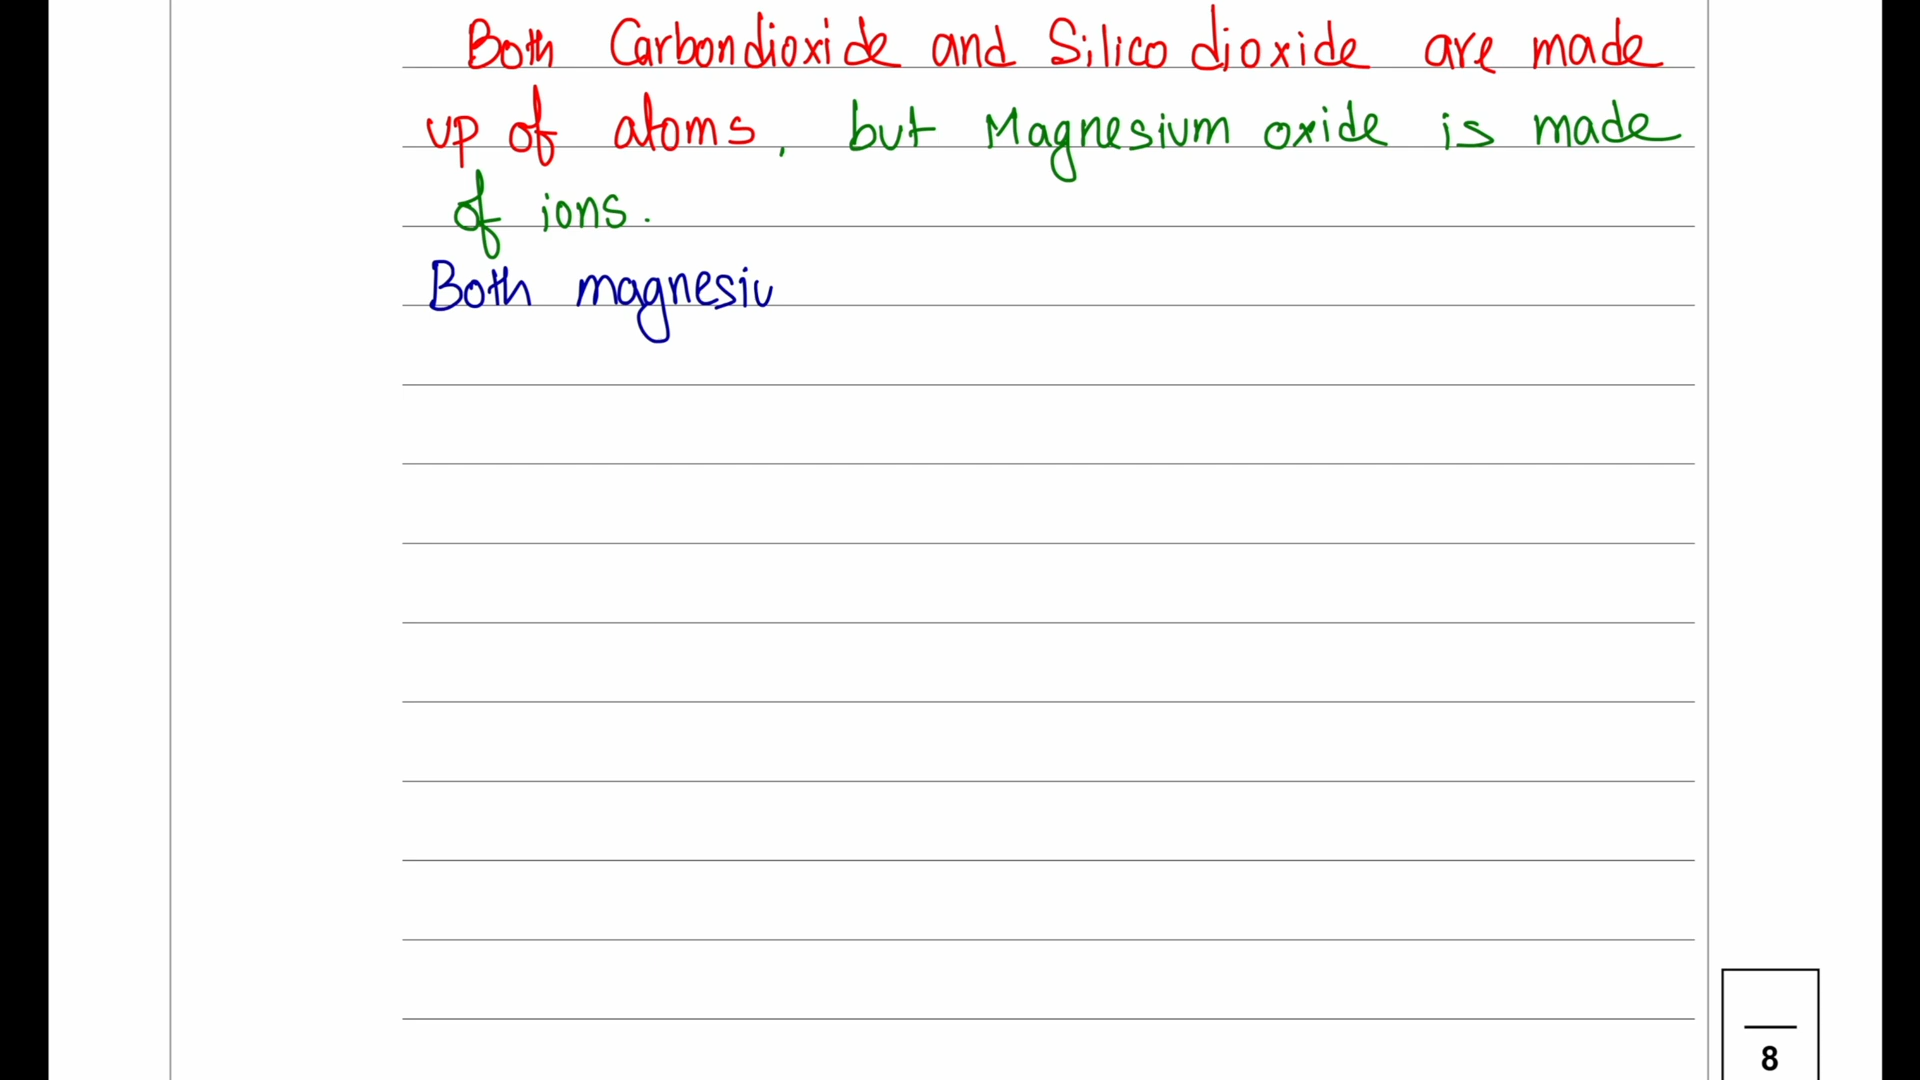 Both Carbondioxide and Silico dioxide are made
up of atoms, but Magnesium oxide is made
of ions.
Both magnesiu
8